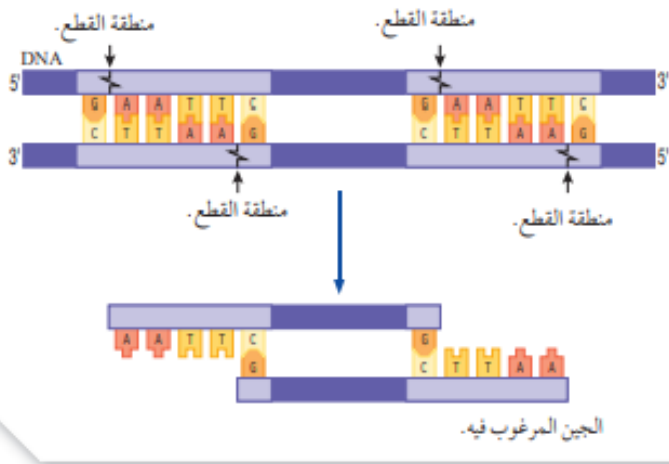 منطقة القطع. منطقة القطع.
DNA
5' 3'
G A A T T C G A A T T C
C T T A A G C T T A A G
3' 5'
منطقة القطع. منطقة القطع.
A A T T C G
G C T T A A
الجين المرغوب فيه.